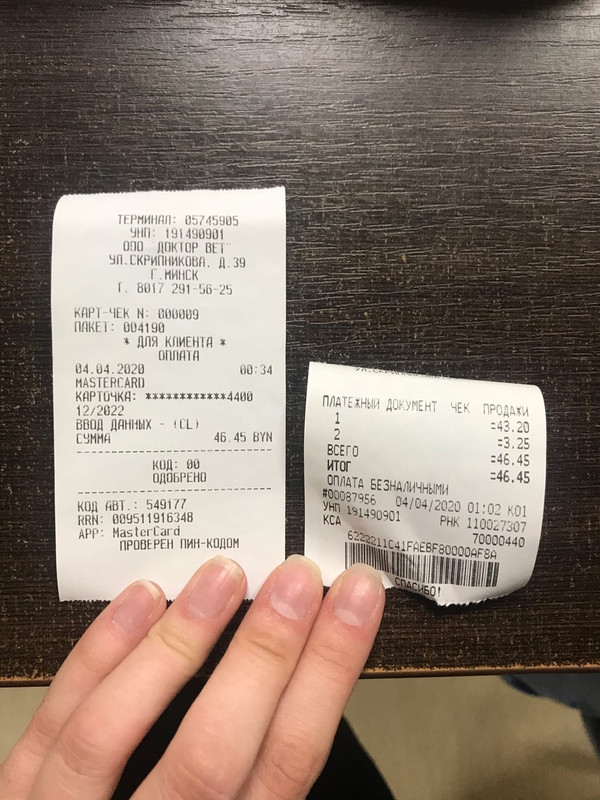 ТЕРМИНАЛ: 05745905
УНП: 191490901
ООО "ДОКТОР ВЕТ"
УЛ.СКРИПНИКОВА, Д.39
Г.МИНСК
Т. 8017 291-56-25
КАРТ-ЧЕК N: 000009
ПАКЕТ: 004190
* ДЛЯ КЛИЕНТА *
ОПЛАТА
04.04.2020 00:34
MASTERCARD
КАРТОЧКА: ************4400
12/2022
ВВОД ДАННЫХ - (CL)
СУММА 46.45 BYN
КОД: 00
ОДОБРЕНО
КОД АВТ.: 549177
RRN: 009511916348
APP: MasterCard
ПРОВЕРЕН ПИН-КОДОМ
ПЛАТЕЖНЫЙ ДОКУМЕНТ ЧЕК ПРОДАЖИ
1 =43.20
2 =3.25
ВСЕГО =46.45
ИТОГ =46.45
ОПЛАТА БЕЗНАЛИЧНЫМИ
#00087956 04/04/2020 01:02 К01
УНП 191490901 РНК 110027307
КСА 70000440
6222211C41FAEBF80000AF8A
СПАСИБО!